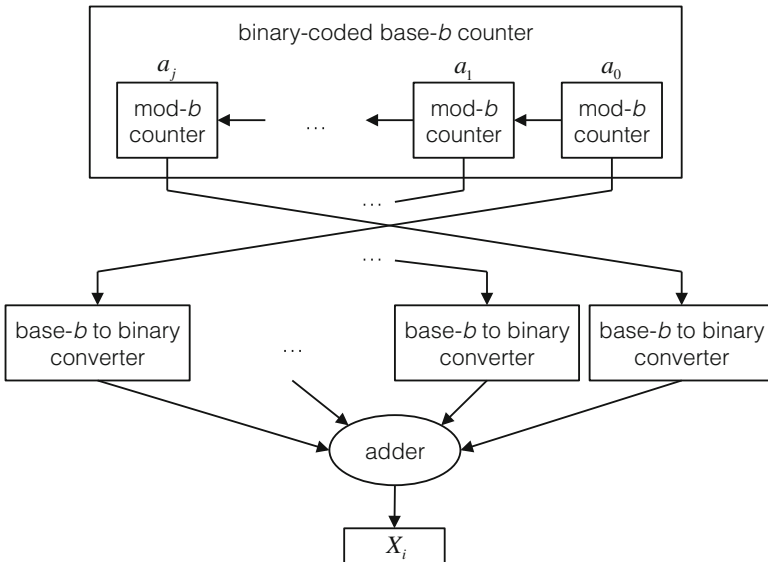 binary-coded base-b counter
a_j
a_1
a_0
mod-b
counter
...
mod-b
counter
mod-b
counter
...
...
base-b to binary
converter
...
base-b to binary
converter
base-b to binary
converter
adder
X_i